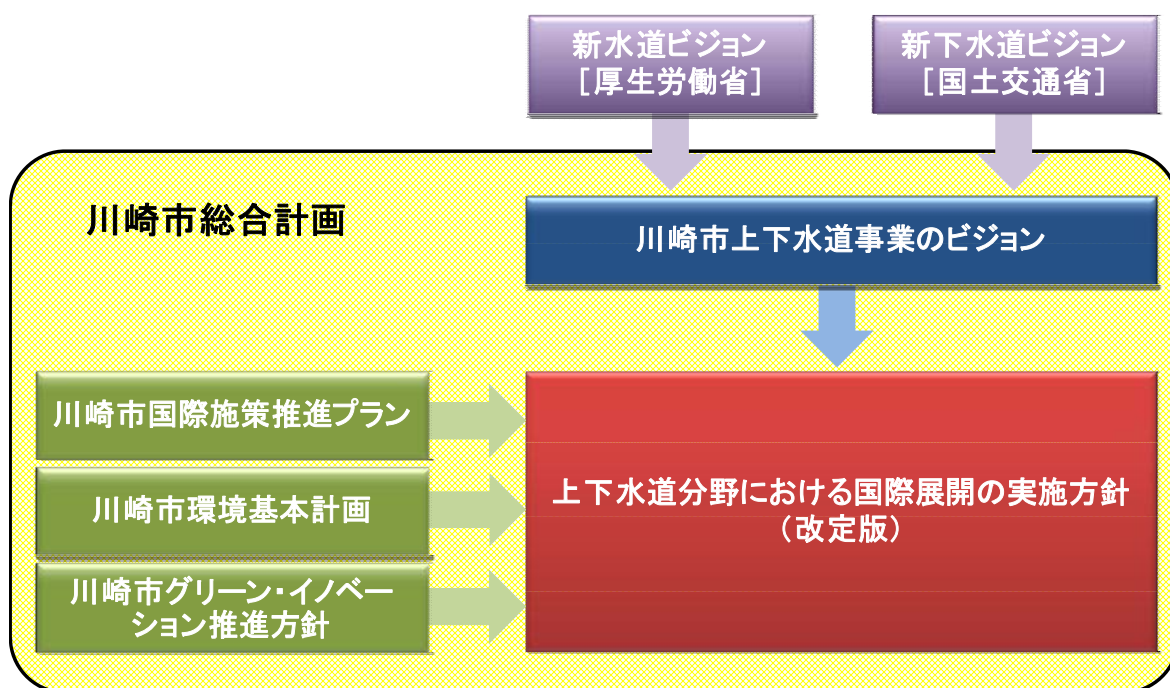 新水道ビジョン
[厚生労働省]
新下水道ビジョン
[国土交通省]
川崎市総合計画
川崎市上下水道事業のビジョン
川崎市国際施策推進プラン
川崎市環境基本計画
川崎市グリーン・イノベー
ション推進方針
上下水道分野における国際展開の実施方針
（改定版）